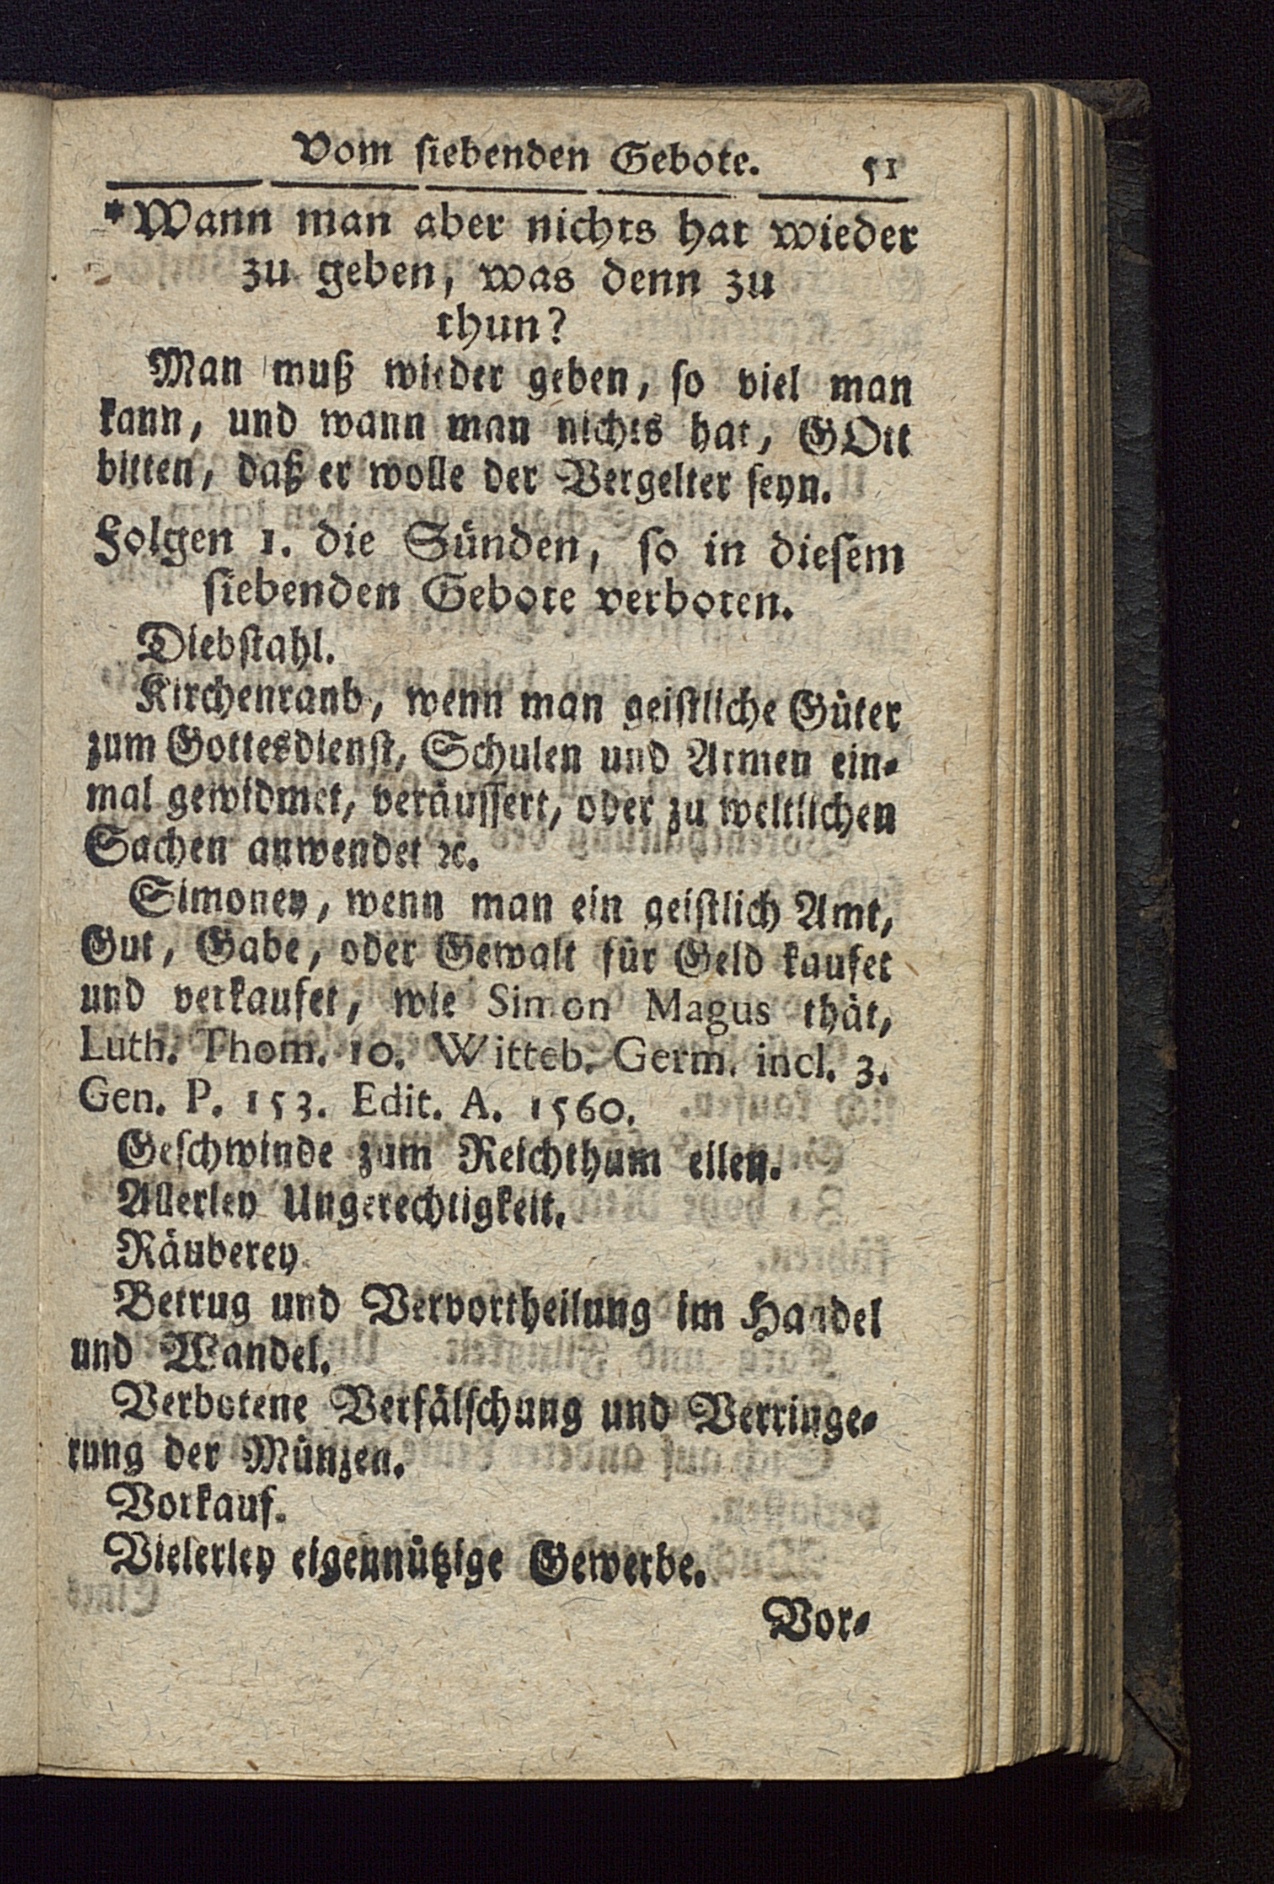 Vom siebenden Gebote. 51
*Wann man aber nichts hat wieder
zu geben, was denn zu
thun?
Man muß wieder geben, so viel man
kann, und wann man nichts hat, GOtt
bitten, daß er wolle der Vergelter seyn.
Folgen 1. die Sünden, so in diesem
siebenden Gebote verboten.
Diebstahl.
Kirchenraub, wenn man geistliche Güter
zum Gottesdienst, Schulen und Armen ein-
mal gewidmet, veräussert, oder zu weltlichen
Sachen anwendet ꝛc.
Simoney, wenn man ein geistlich Amt,
Gut, Gabe, oder Gewalt für Geld kaufet
und verkaufet, wie Simon Magus thät,
Luth. Thom. 10. Witteb. Germ. incl. 3.
Gen. P. 153. Edit. A. 1560.
Geschwinde zum Reichthum eilen.
Allerley Ungerechtigkeit.
Räuberey
Betrug und Vervortheilung im Handel
und Wandel.
Verbotene Verfälschung und Verringe-
rung der Münzen.
Vorkauf.
Vielerley eigennützige Gewerbe.
Vor-